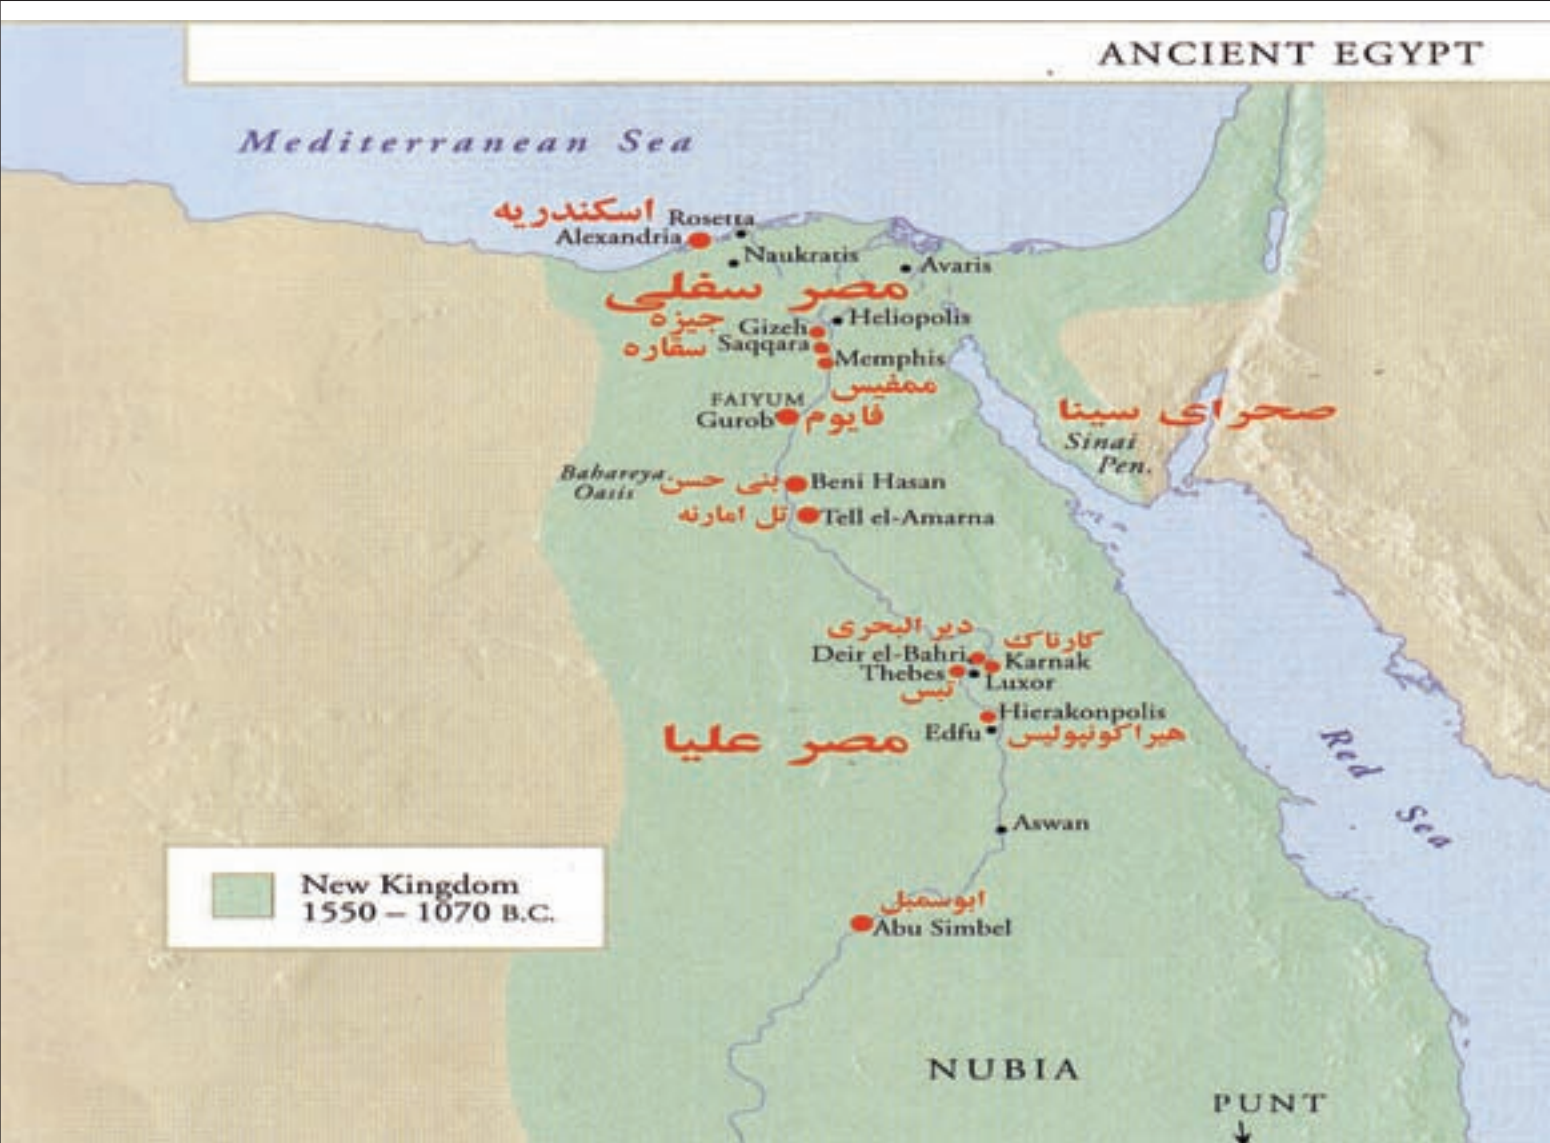 ANCIENT EGYPT
Mediterranean Sea
اسکندریه
Rosetta
Alexandria
Naukratis
Avaris
مصر سفلی
جیزه
Gizeh
Heliopolis
سقاره
Saqqara
Memphis
ممفیس
FAIYUM
Gurob
فایوم
صحرای سینا
Sinai
Pen.
Bahareya
Oasis
بنی حسن
Beni Hasan
تل امارنه
Tell el-Amarna
دیر البحری
کارناک
Deir el-Bahri
Karnak
Thebes
Luxor
تبس
Hierakonpolis
مصر علیا
Edfu
هیراکونپولیس
Red Sea
Aswan
New Kingdom
1550 – 1070 B.C.
ابوسمبل
Abu Simbel
NUBIA
PUNT